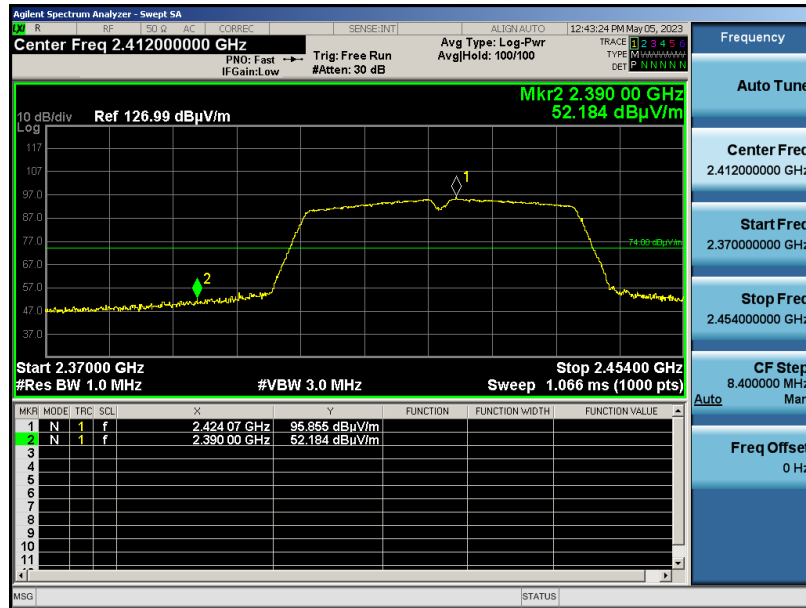 Agilent Spectrum Analyzer - Swept SA
LXI R RF 50 Ω AC CORREC SENSE:INT ALIGN AUTO 12:43:24 PM May 05, 2023
Center Freq 2.412000000 GHz
PNO: Fast
IFGain:Low
Trig: Free Run
#Atten: 30 dB
Avg Type: Log-Pwr
Avg|Hold: 100/100
TRACE 1 2 3 4 5 6
TYPE M WWWWW
DET P N N N N N
Frequency
Auto Tune
Center Freq
2.412000000 GHz
Start Freq
2.370000000 GHz
Stop Freq
2.454000000 GHz
CF Step
8.400000 MHz
Auto Man
Freq Offset
0 Hz
Mkr2 2.390 00 GHz
52.184 dBµV/m
10 dB/div Ref 126.99 dBµV/m
Log
117
107
97.0
87.0
77.0
67.0
57.0
47.0
37.0
1
2
74.00 dBµV/m
Start 2.37000 GHz Stop 2.45400 GHz
#Res BW 1.0 MHz #VBW 3.0 MHz Sweep 1.066 ms (1000 pts)
MKR MODE TRC SCL X Y FUNCTION FUNCTION WIDTH FUNCTION VALUE
1 N 1 f 2.424 07 GHz 95.855 dBµV/m
2 N 1 f 2.390 00 GHz 52.184 dBµV/m
3
4
5
6
7
8
9
10
11
MSG STATUS